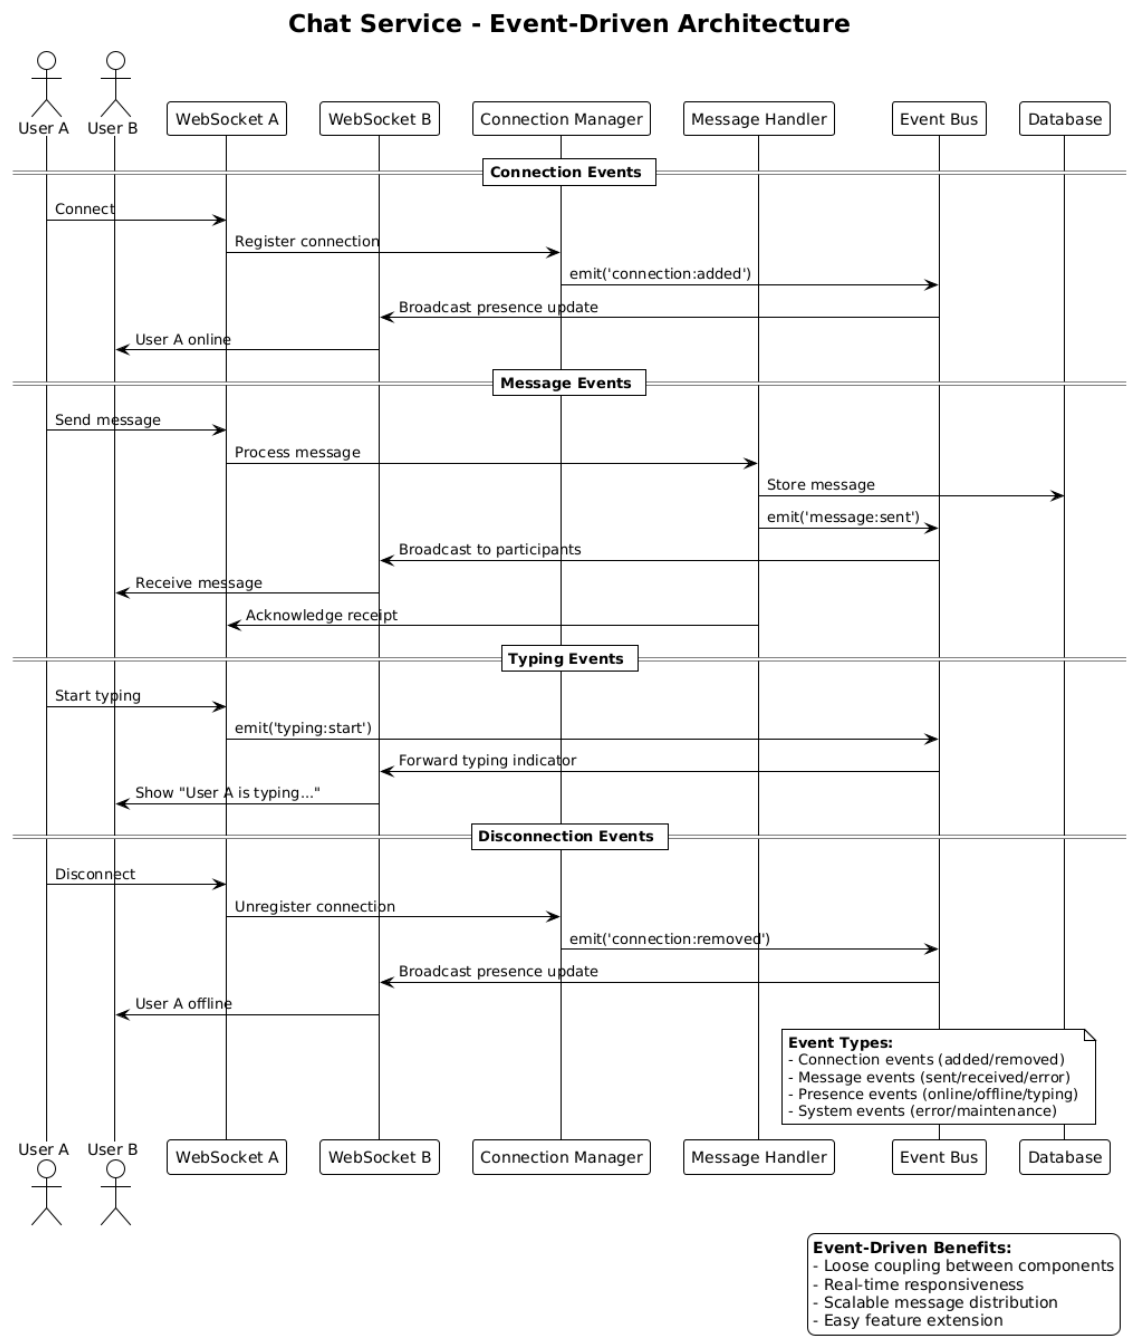 Chat Service - Event-Driven Architecture
User A
User B
WebSocket A
WebSocket B
Connection Manager
Message Handler
Event Bus
Database
Connection Events
Connect
Register connection
emit('connection:added')
Broadcast presence update
User A online
Message Events
Send message
Process message
Store message
emit('message:sent')
Broadcast to participants
Receive message
Acknowledge receipt
Typing Events
Start typing
emit('typing:start')
Forward typing indicator
Show "User A is typing..."
Disconnection Events
Disconnect
Unregister connection
emit('connection:removed')
Broadcast presence update
User A offline
Event Types:
- Connection events (added/removed)
- Message events (sent/received/error)
- Presence events (online/offline/typing)
- System events (error/maintenance)
User A
User B
WebSocket A
WebSocket B
Connection Manager
Message Handler
Event Bus
Database
Event-Driven Benefits:
- Loose coupling between components
- Real-time responsiveness
- Scalable message distribution
- Easy feature extension